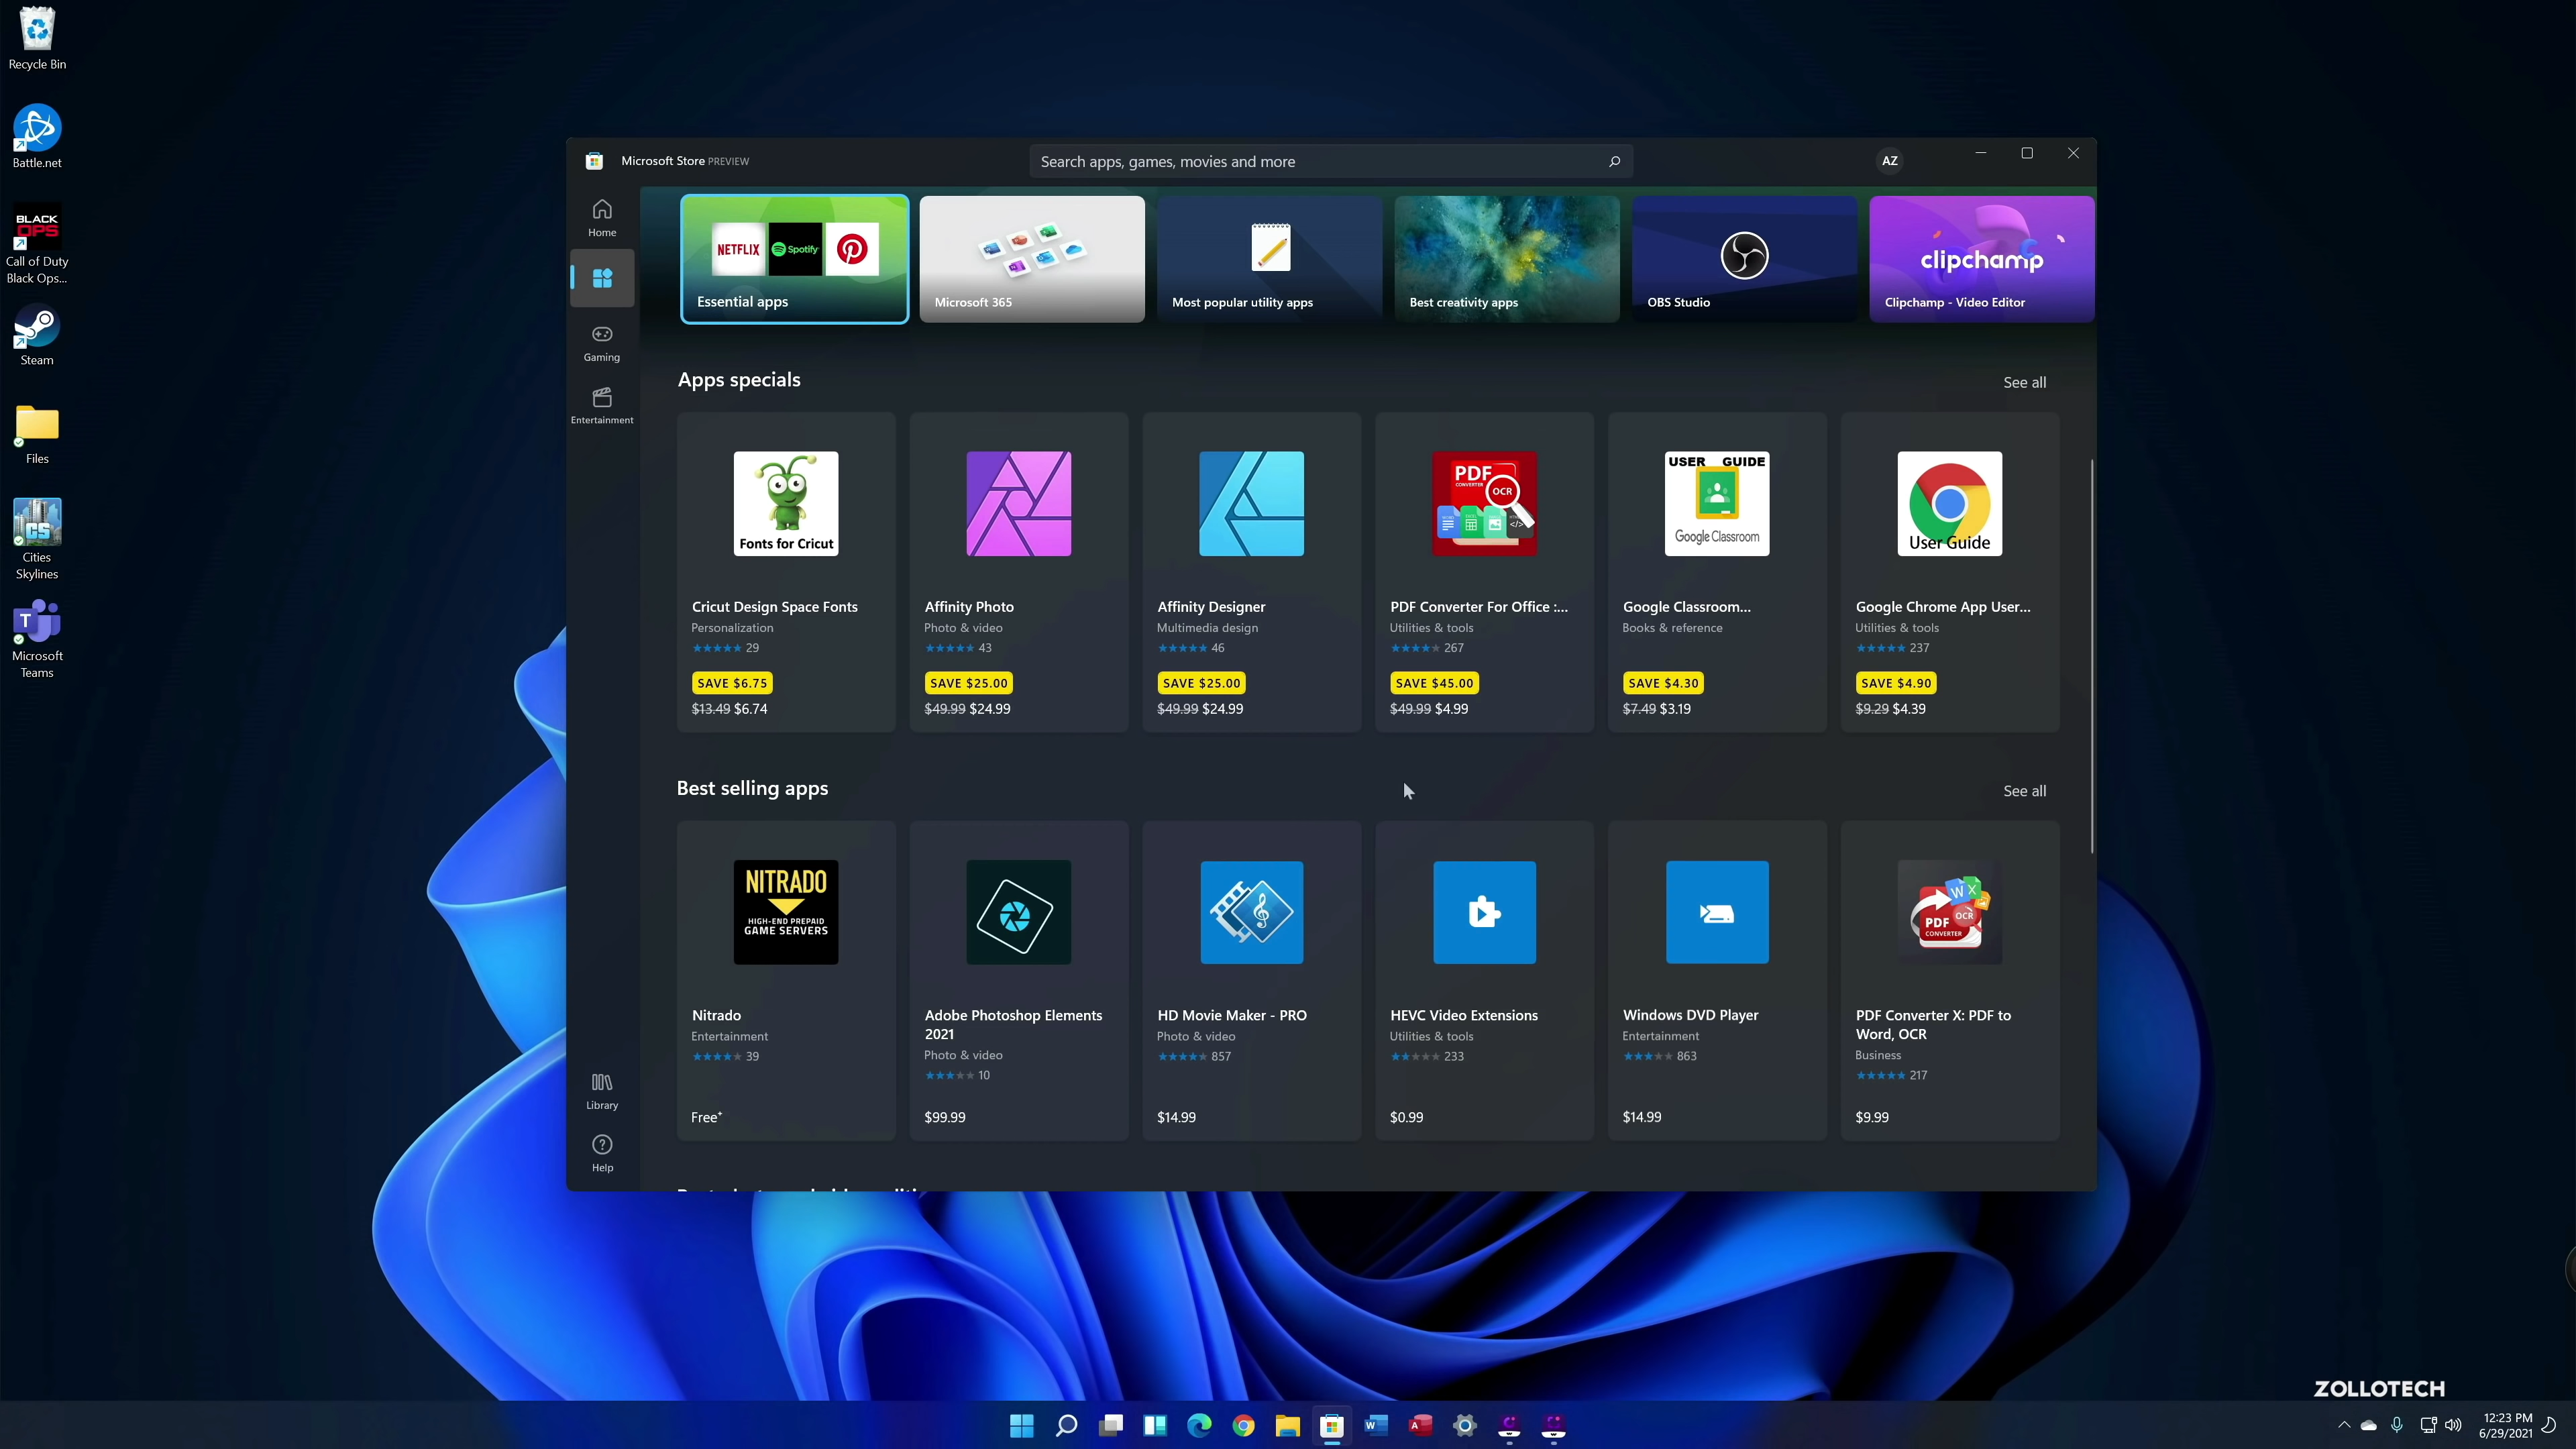 Recycle Bin
Battle.net
BLACK
OPS
Call of Duty
Black Ops...
Steam
Files
CS
Cities
Skylines
T
Microsoft
Teams
Microsoft Store PREVIEW
Search apps, games, movies and more
AZ
Home
Gaming
Entertainment
Library
Help
NETFLIX
Spotify
Essential apps
Microsoft 365
Most popular utility apps
Best creativity apps
OBS Studio
clipchamp
Clipchamp - Video Editor
Apps specials
See all
Fonts for Cricut
Cricut Design Space Fonts
Personalization
29
SAVE $6.75
$13.49 $6.74
Affinity Photo
Photo & video
43
SAVE $25.00
$49.99 $24.99
Affinity Designer
Multimedia design
46
SAVE $25.00
$49.99 $24.99
PDF
CONVERTER
OCR
PDF Converter For Office :...
Utilities & tools
267
SAVE $45.00
$49.99 $4.99
USER GUIDE
Google Classroom
Google Classroom...
Books & reference
SAVE $4.30
$7.49 $3.19
User Guide
Google Chrome App User...
Utilities & tools
237
SAVE $4.90
$9.29 $4.39
Best selling apps
See all
NITRADO
HIGH-END PREPAID
GAME SERVERS
Nitrado
Entertainment
39
Free+
Adobe Photoshop Elements
2021
Photo & video
10
$99.99
HD Movie Maker - PRO
Photo & video
857
$14.99
HEVC Video Extensions
Utilities & tools
233
$0.99
Windows DVD Player
Entertainment
863
$14.99
W X
OCR
PDF
CONVERTER
PDF Converter X: PDF to
Word, OCR
Business
217
$9.99
ZOLLOTECH
W
A
12:23 PM
6/29/2021